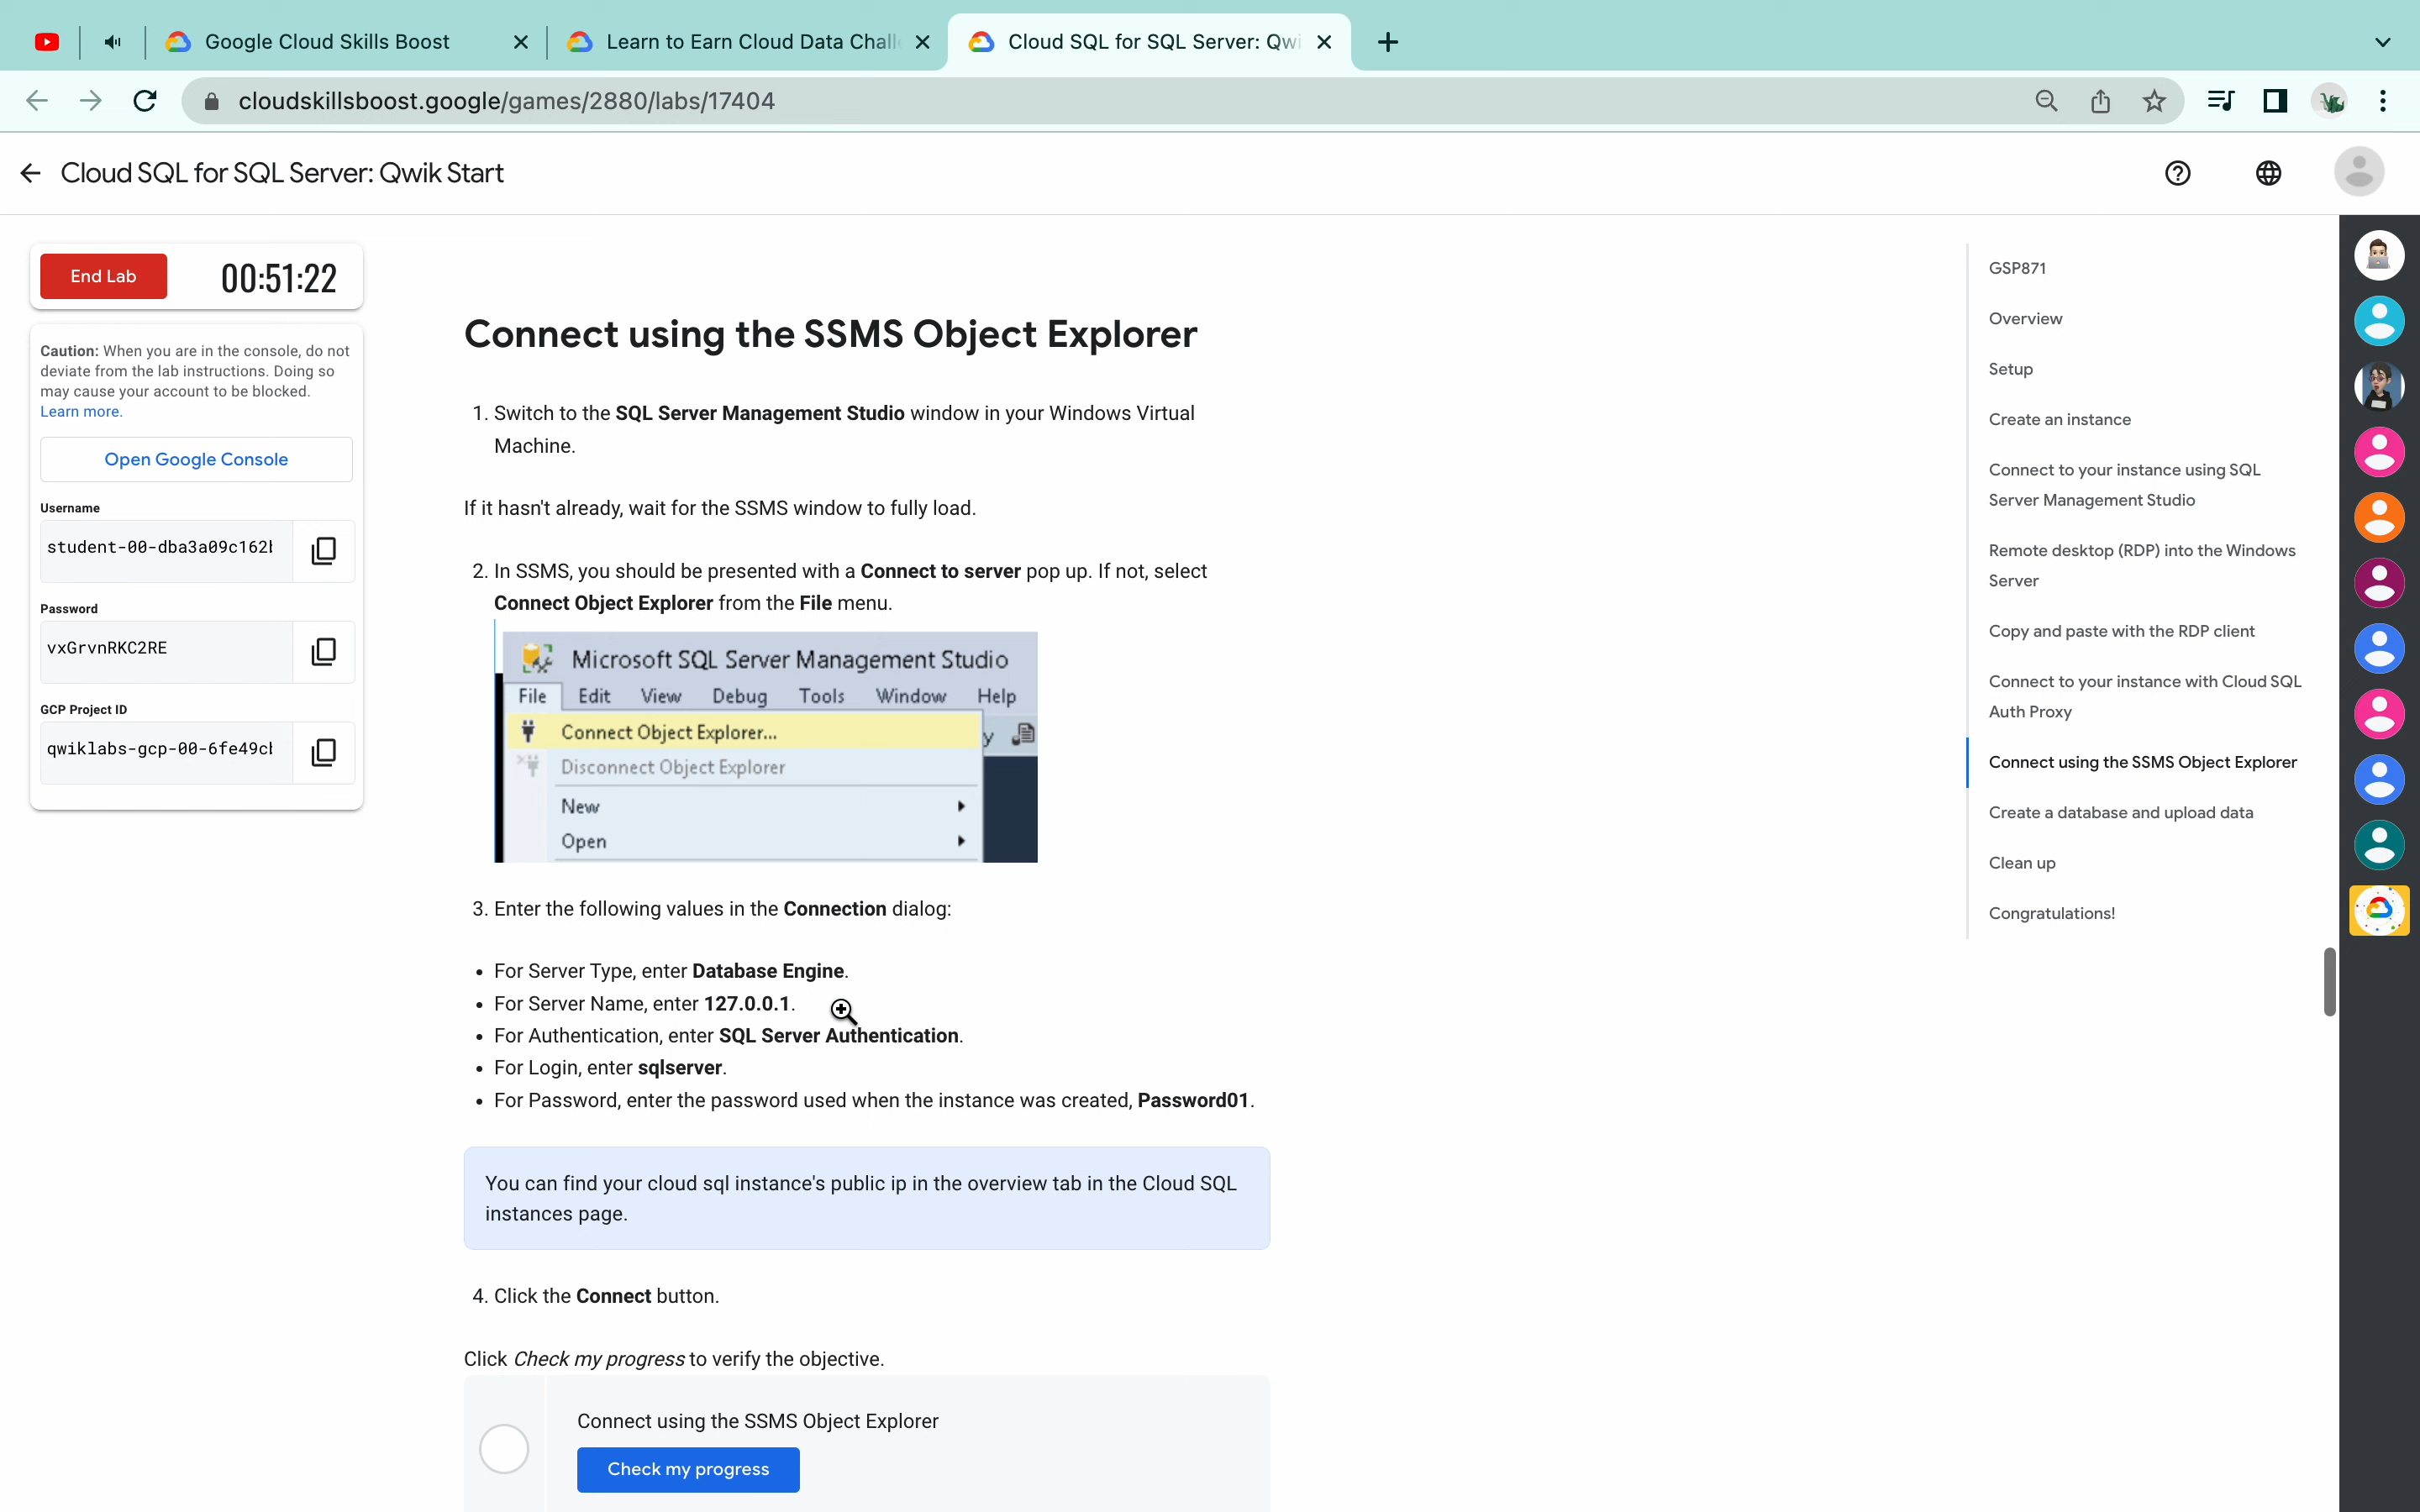 Google Cloud Skills Boost
Learn to Earn Cloud Data Chall
Cloud SQL for SQL Server: Qwi
cloudskillsboost.google/games/2880/labs/17404
Cloud SQL for SQL Server: Qwik Start
End Lab
00:51:22
Caution: When you are in the console, do not
deviate from the lab instructions. Doing so
may cause your account to be blocked.
Learn more.
Open Google Console
Username
student-00-dba3a09c162
Password
vxGrvnRKC2RE
GCP Project ID
qwiklabs-gcp-00-6fe49c
Connect using the SSMS Object Explorer
1. Switch to the SQL Server Management Studio window in your Windows Virtual
Machine.
If it hasn't already, wait for the SSMS window to fully load.
2. In SSMS, you should be presented with a Connect to server pop up. If not, select
Connect Object Explorer from the File menu.
Microsoft SQL Server Management Studio
File Edit View Debug Tools Window Help
Connect Object Explorer...
y
Disconnect Object Explorer
New
Open
3. Enter the following values in the Connection dialog:
• For Server Type, enter Database Engine.
• For Server Name, enter 127.0.0.1.
• For Authentication, enter SQL Server Authentication.
• For Login, enter sqlserver.
• For Password, enter the password used when the instance was created, Password01.
You can find your cloud sql instance's public ip in the overview tab in the Cloud SQL
instances page.
4. Click the Connect button.
Click Check my progress to verify the objective.
Connect using the SSMS Object Explorer
Check my progress
GSP871
Overview
Setup
Create an instance
Connect to your instance using SQL
Server Management Studio
Remote desktop (RDP) into the Windows
Server
Copy and paste with the RDP client
Connect to your instance with Cloud SQL
Auth Proxy
Connect using the SSMS Object Explorer
Create a database and upload data
Clean up
Congratulations!